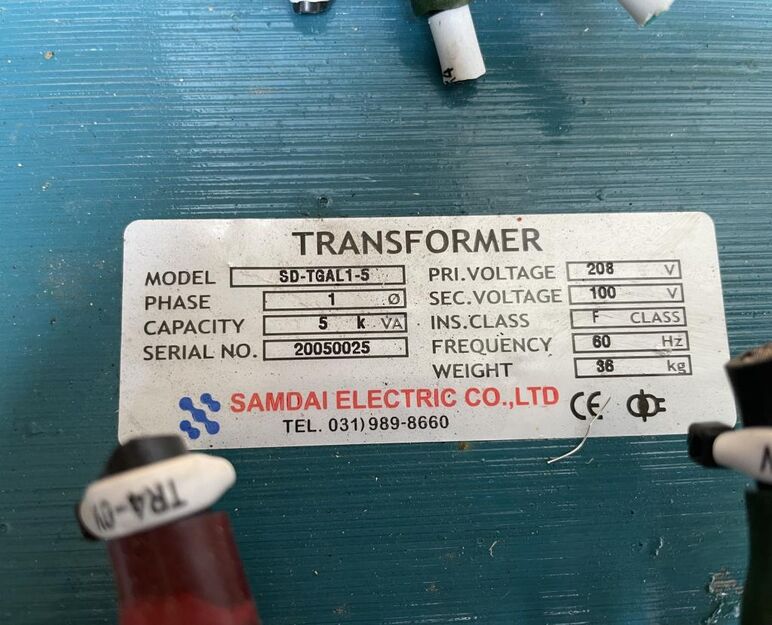 TRANSFORMER
MODEL SD-TGAL1-5
PHASE 1 Ø
CAPACITY 5 k VA
SERIAL NO. 20050025
PRI.VOLTAGE 208 V
SEC.VOLTAGE 100 V
INS.CLASS F CLASS
FREQUENCY 60 Hz
WEIGHT 36 kg
SAMDAI ELECTRIC CO.,LTD
CE
TEL. 031)989-8660
TR4-0V